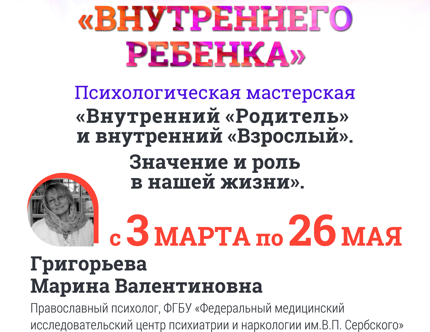 «ВНУТРЕННЕГО
РЕБЕНКА»
Психологическая мастерская
«Внутренний «Родитель»
и внутренний «Взрослый».
Значение и роль
в нашей жизни».
с 3 МАРТА по 26 МАЯ
Григорьева
Марина Валентиновна
Православный психолог, ФГБУ «Федеральный медицинский
исследовательский центр психиатрии и наркологии им.В.П. Сербского»